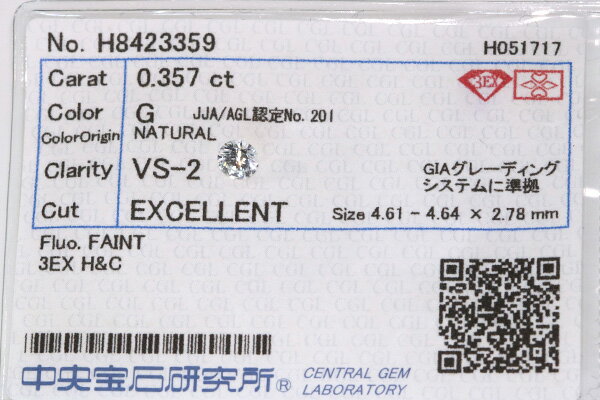 No. H8423359 H051717
Carat 0.357 ct 3EX
Color G JJA/AGL認定No.201
ColorOrigin NATURAL
Clarity VS-2 GIAグレーディング
システムに準拠
Cut EXCELLENT Size 4.61 - 4.64 × 2.78 mm
Fluo. FAINT
3EX H&C
中央宝石研究所® CENTRAL GEM
LABORATORY